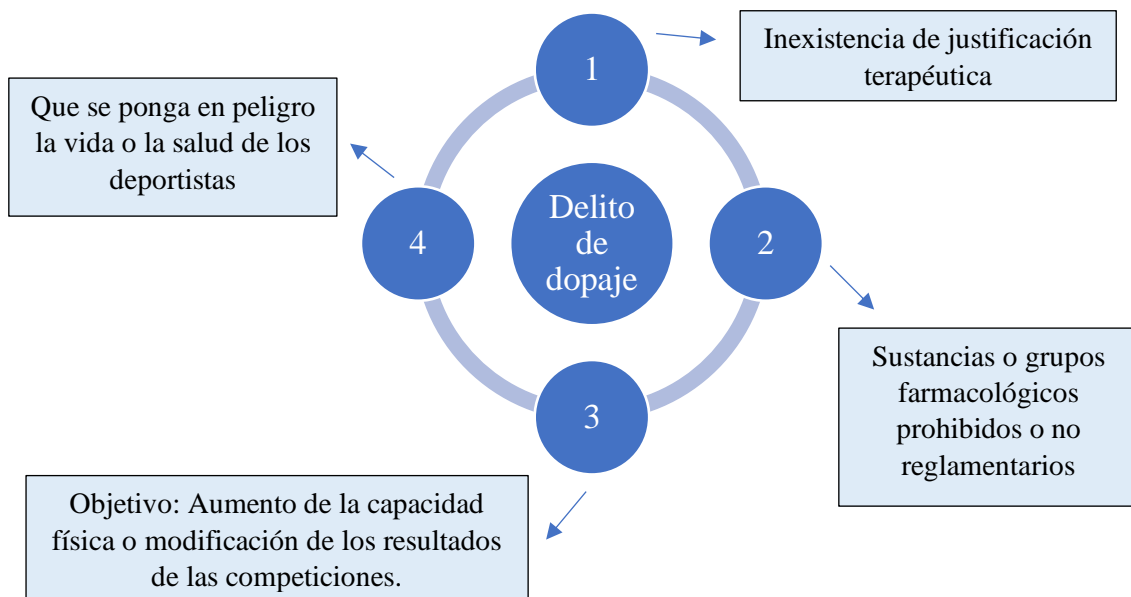 1
Inexistencia de justificación
terapéutica
Que se ponga en peligro
la vida o la salud de los
deportistas
4
Delito
de
dopaje
2
Sustancias o grupos
farmacológicos
prohibidos o no
reglamentarios
3
Objetivo: Aumento de la capacidad
física o modificación de los resultados
de las competiciones.